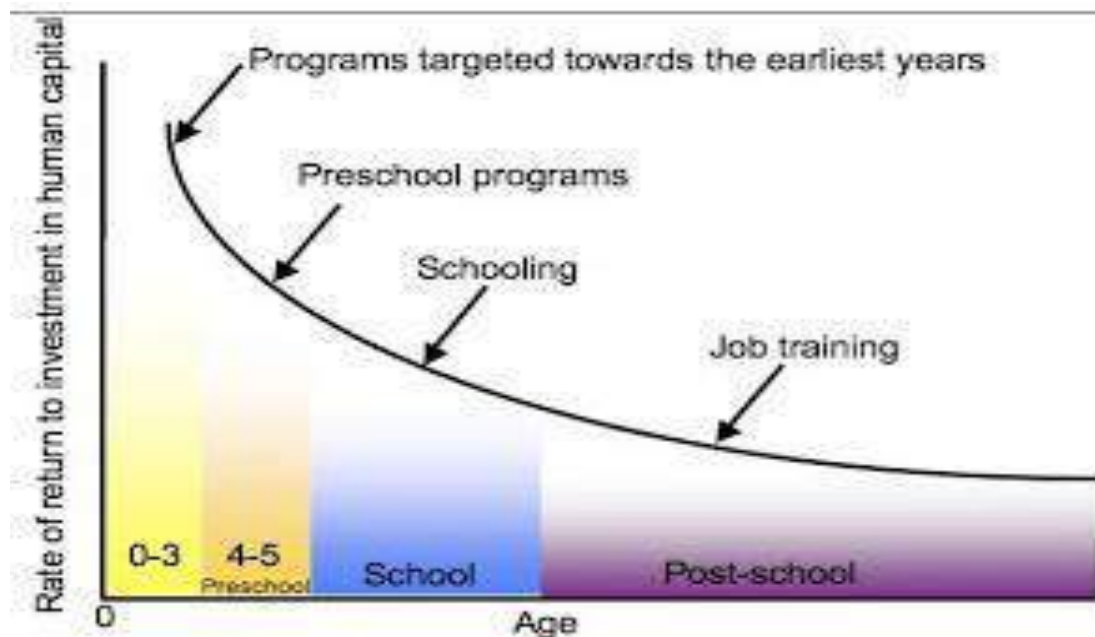 Rate of return to investment in human capital
Programs targeted towards the earliest years
Preschool programs
Schooling
Job training
0-3
4-5
Preschool
School
Post-school
0
Age